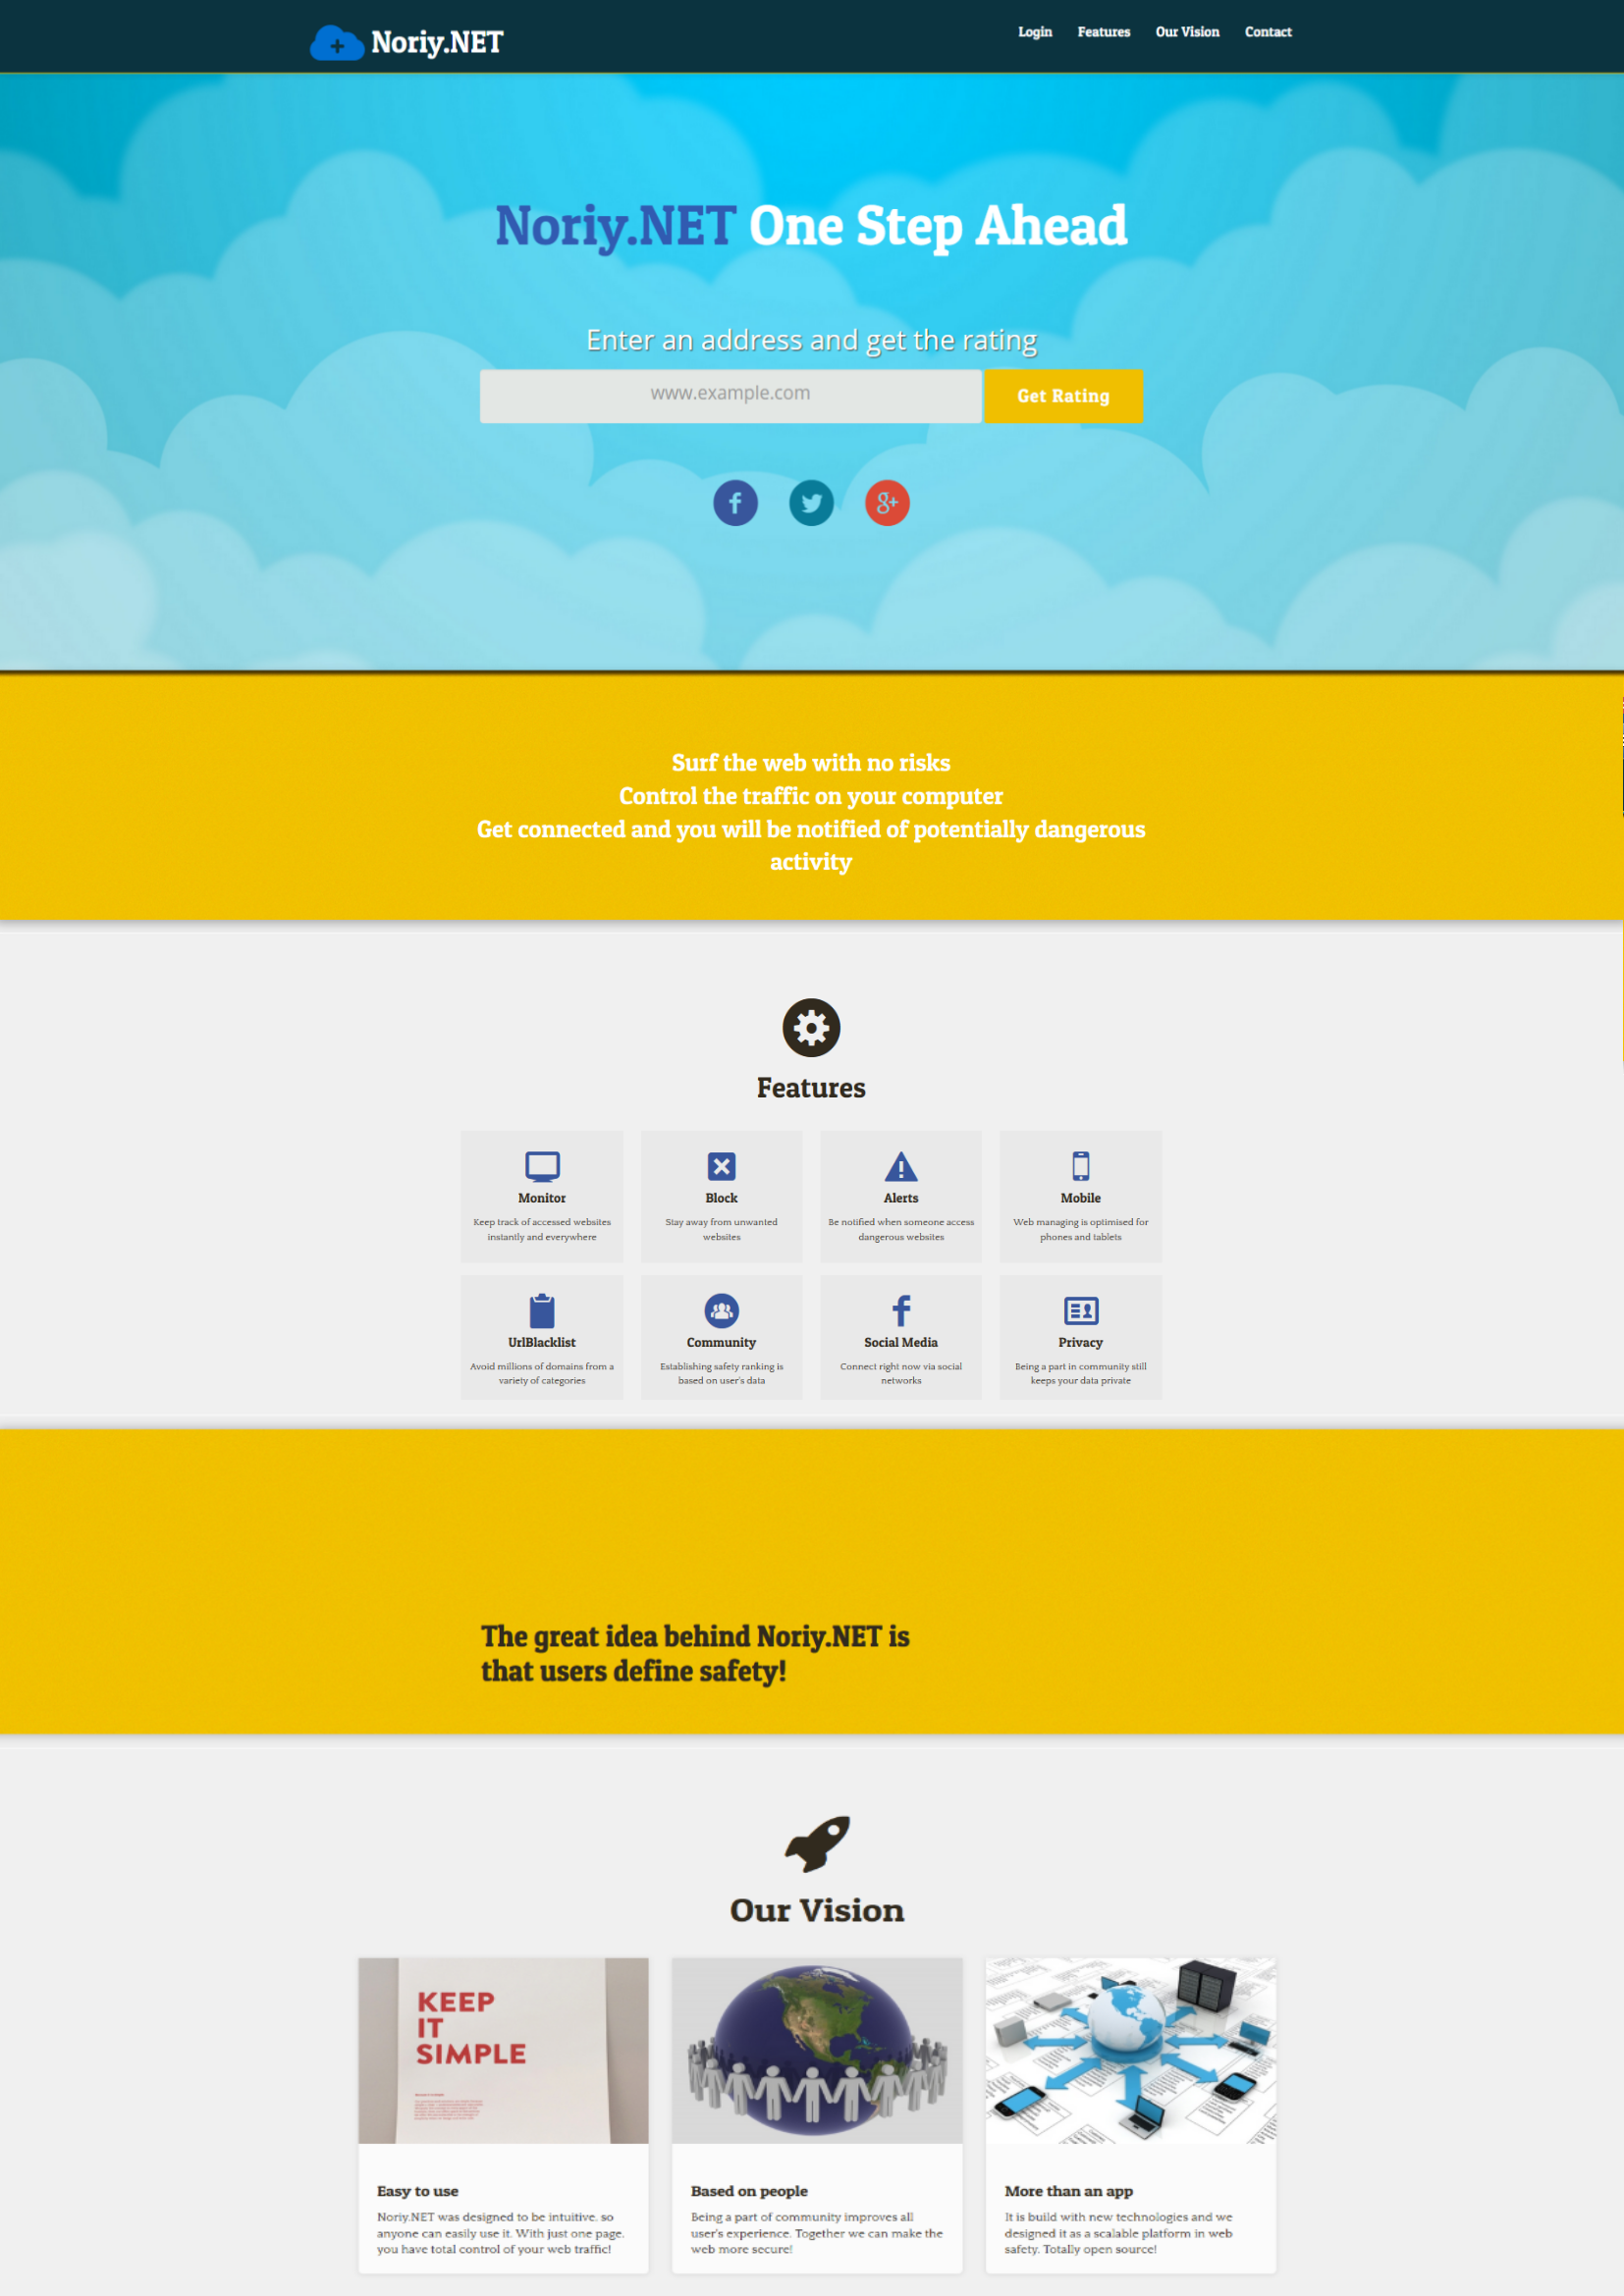 Noriy.NET
Login Features Our Vision Contact
Noriy.NET One Step Ahead
Enter an address and get the rating
www.example.com
Get Rating
Surf the web with no risks
Control the traffic on your computer
Get connected and you will be notified of potentially dangerous
activity
Features
Monitor
Keep track of accessed websites
instantly and everywhere
Block
Stay away from unwanted
websites
Alerts
Be notified when someone access
dangerous websites
Mobile
Web managing is optimised for
phones and tablets
UrlBlacklist
Avoid millions of domains from a
variety of categories
Community
Establishing safety ranking is
based on user's data
Social Media
Connect right now via social
networks
Privacy
Being a part in community still
keeps your data private
The great idea behind Noriy.NET is
that users define safety!
Our Vision
KEEP
IT
SIMPLE
Easy to use
Noriy.NET was designed to be intuitive. so
anyone can easily use it. With just one page.
you have total control of your web traffic!
Based on people
Being a part of community improves all
user's experience. Together we can make the
web more secure!
More than an app
It is build with new technologies and we
designed it as a scalable platform in web
safety. Totally open source!